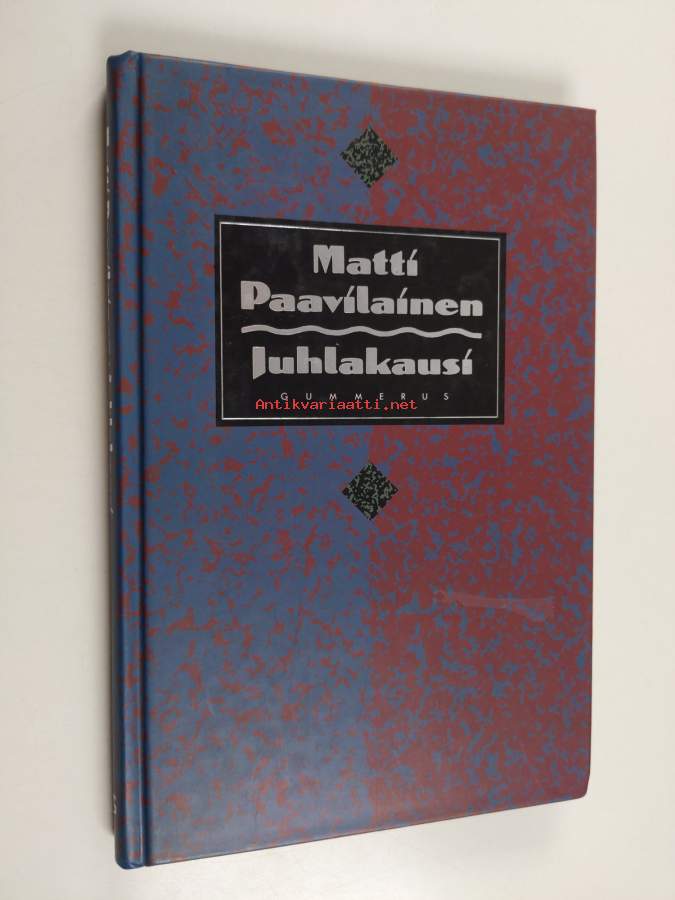 Matti
Paavilainen
Juhlakausi
GUMMERUS
Antikvariaatti.net